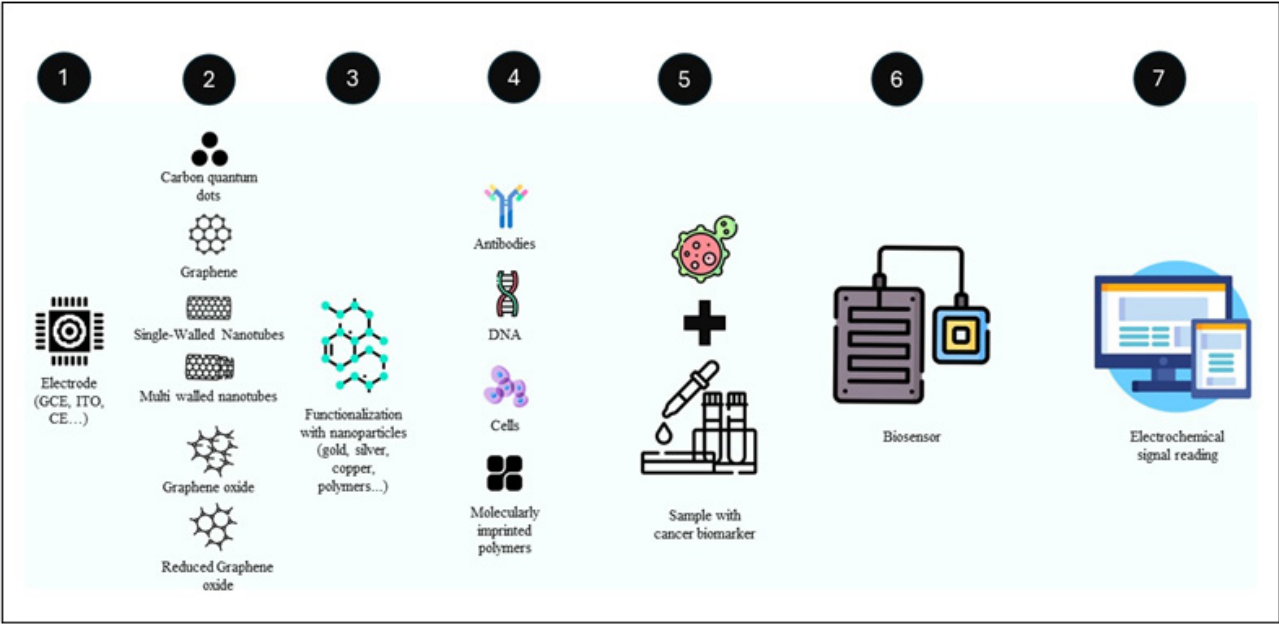 1
2
3
4
5
6
7
Electrode
(GCE, ITO,
CE...)
Carbon quantum
dots
Graphene
Single-Walled Nanotubes
Multi walled nanotubes
Graphene oxide
Reduced Graphene
oxide
Functionalization
with nanoparticles
(gold, silver,
copper,
polymers...)
Antibodies
DNA
Cells
Molecularly
imprinted
polymers
Sample with
cancer biomarker
Biosensor
Electrochemical
signal reading